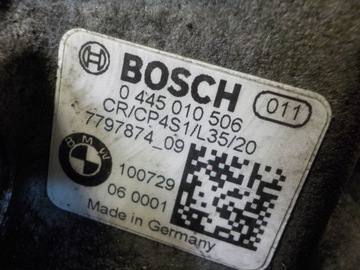 BOSCH
0 445 010 506 011
CR/CP4S1/L35/20
7797874_09
BMW
100729
06 0001
Made in Germany